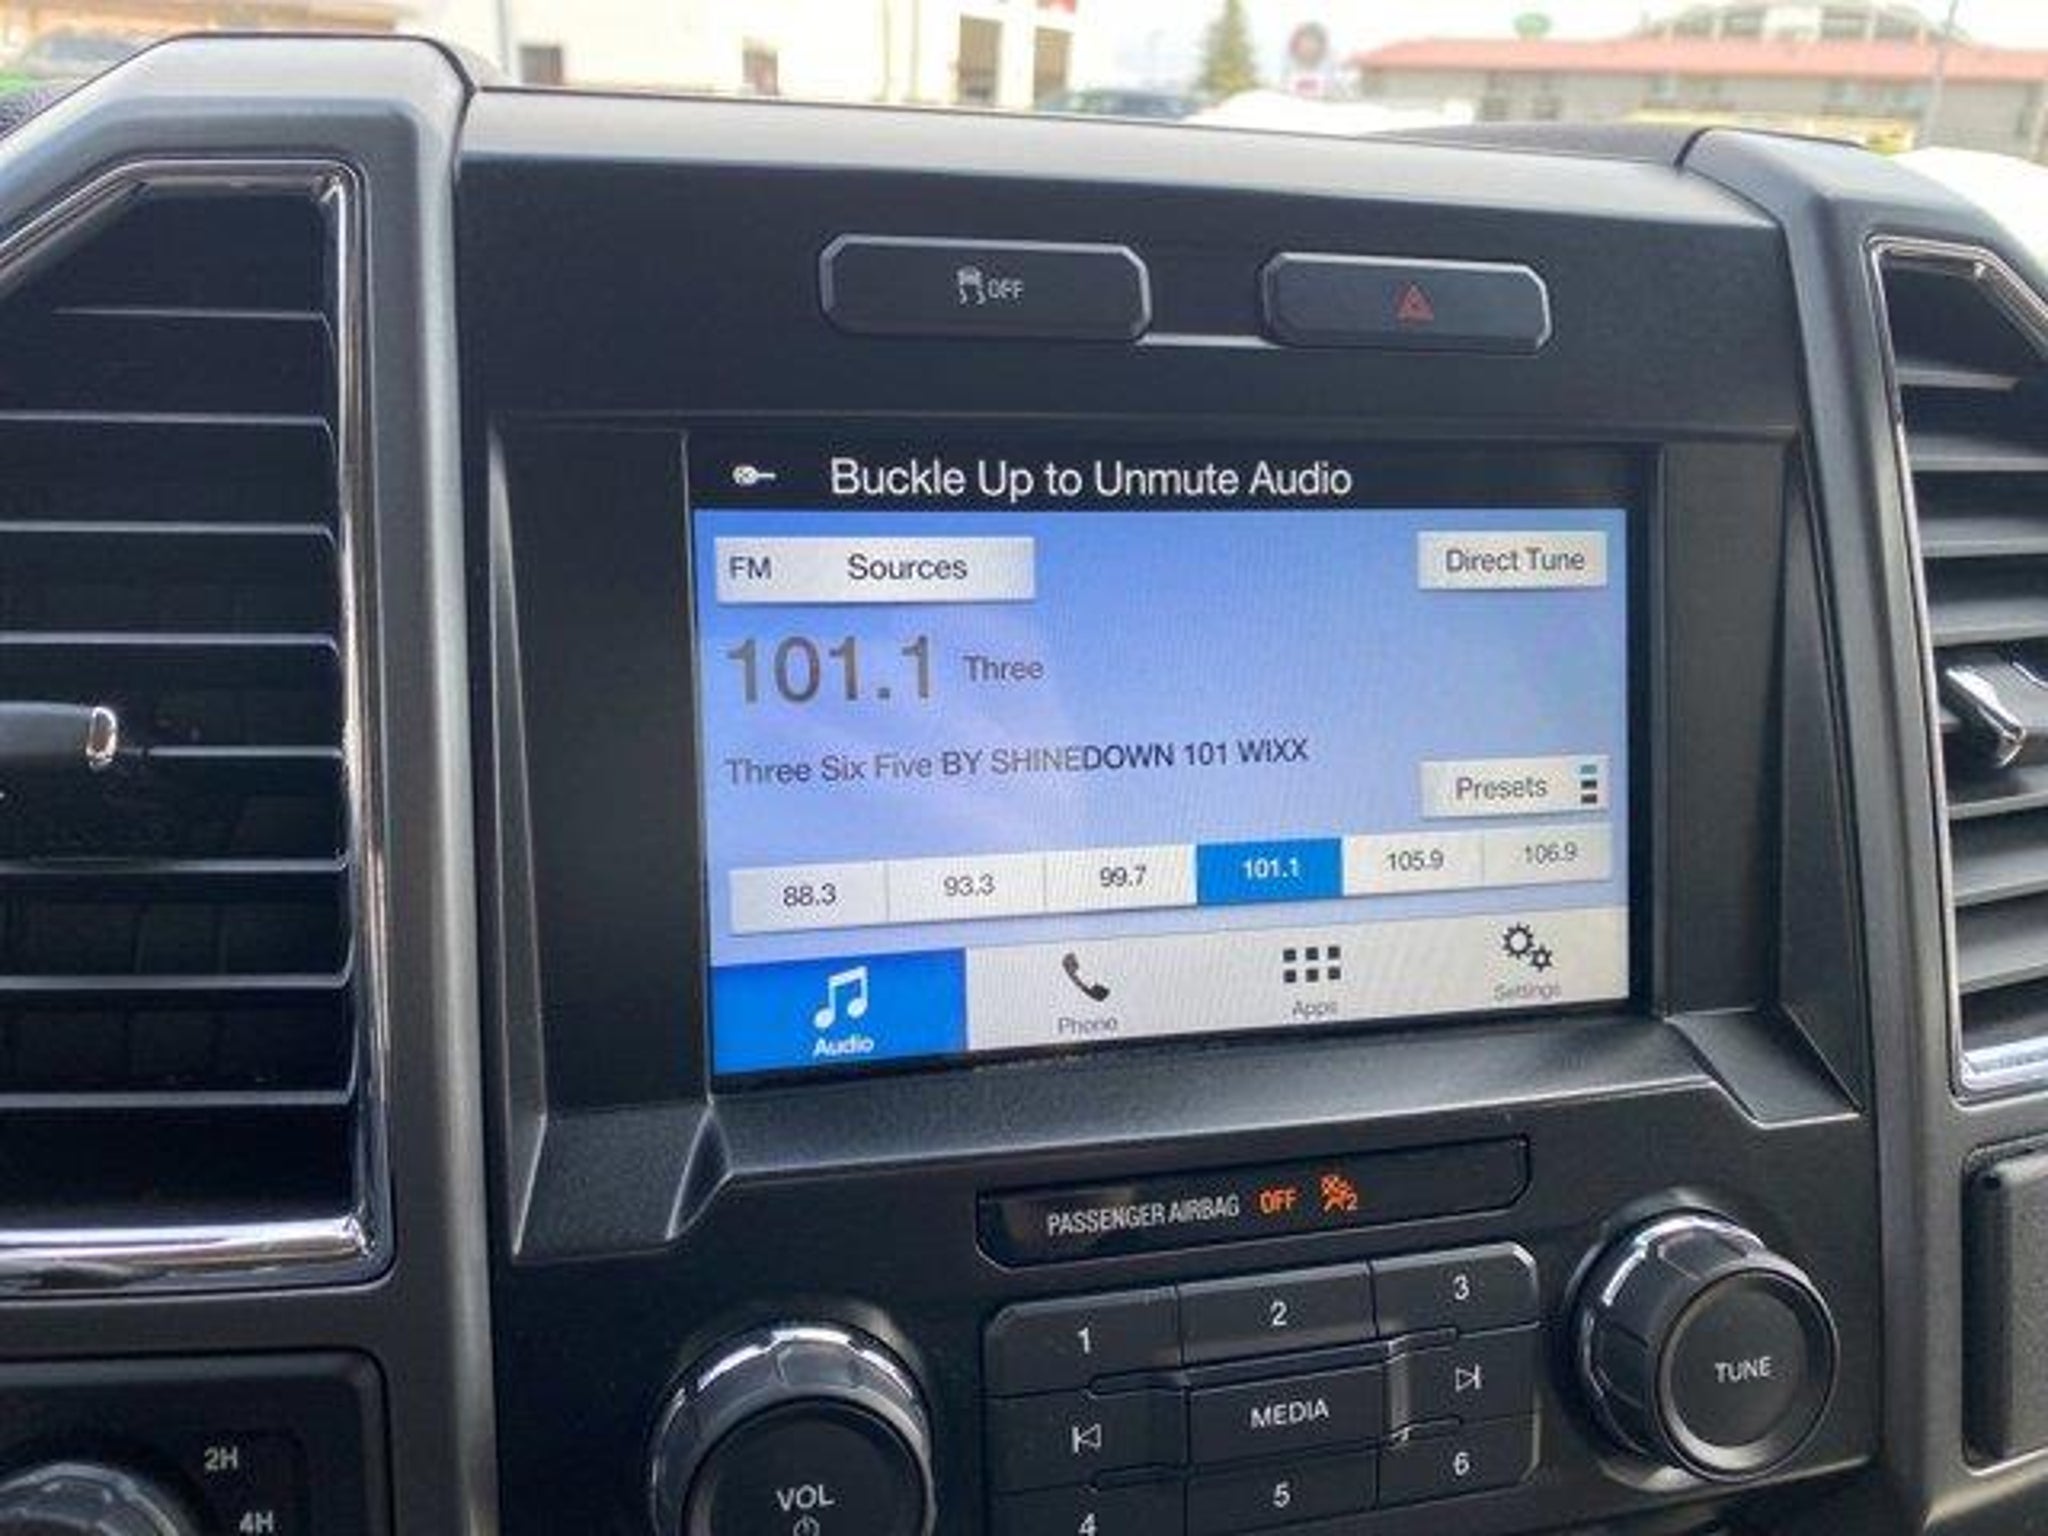 OFF
Buckle Up to Unmute Audio
FM Sources
Direct Tune
101.1 Three
Three Six Five BY SHINEDOWN 101 WIXX
Presets
88.3 93.3 99.7 101.1 105.9 106.9
Audio Phone Apps Settings
PASSENGER AIRBAG OFF 2
1 2 3
MEDIA
TUNE
4 5 6
VOL
2H
4H